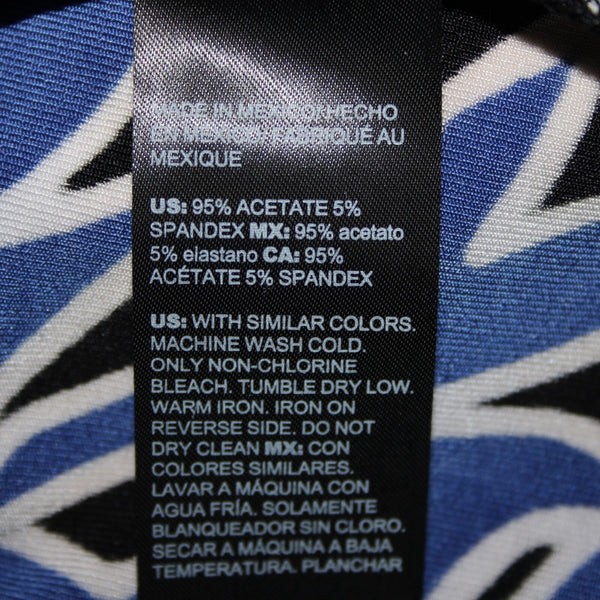 MADE IN MEXICO/HECHO
EN MEXICO/FABRIQUÉ AU
MEXIQUE
US: 95% ACETATE 5%
SPANDEX MX: 95% acetato
5% elastano CA: 95%
ACÉTATE 5% SPANDEX
US: WITH SIMILAR COLORS.
MACHINE WASH COLD.
ONLY NON-CHLORINE
BLEACH. TUMBLE DRY LOW.
WARM IRON. IRON ON
REVERSE SIDE. DO NOT
DRY CLEAN MX: CON
COLORES SIMILARES.
LAVAR A MÁQUINA CON
AGUA FRÍA. SOLAMENTE
BLANQUEADOR SIN CLORO.
SECAR A MÁQUINA A BAJA
TEMPERATURA. PLANCHAR